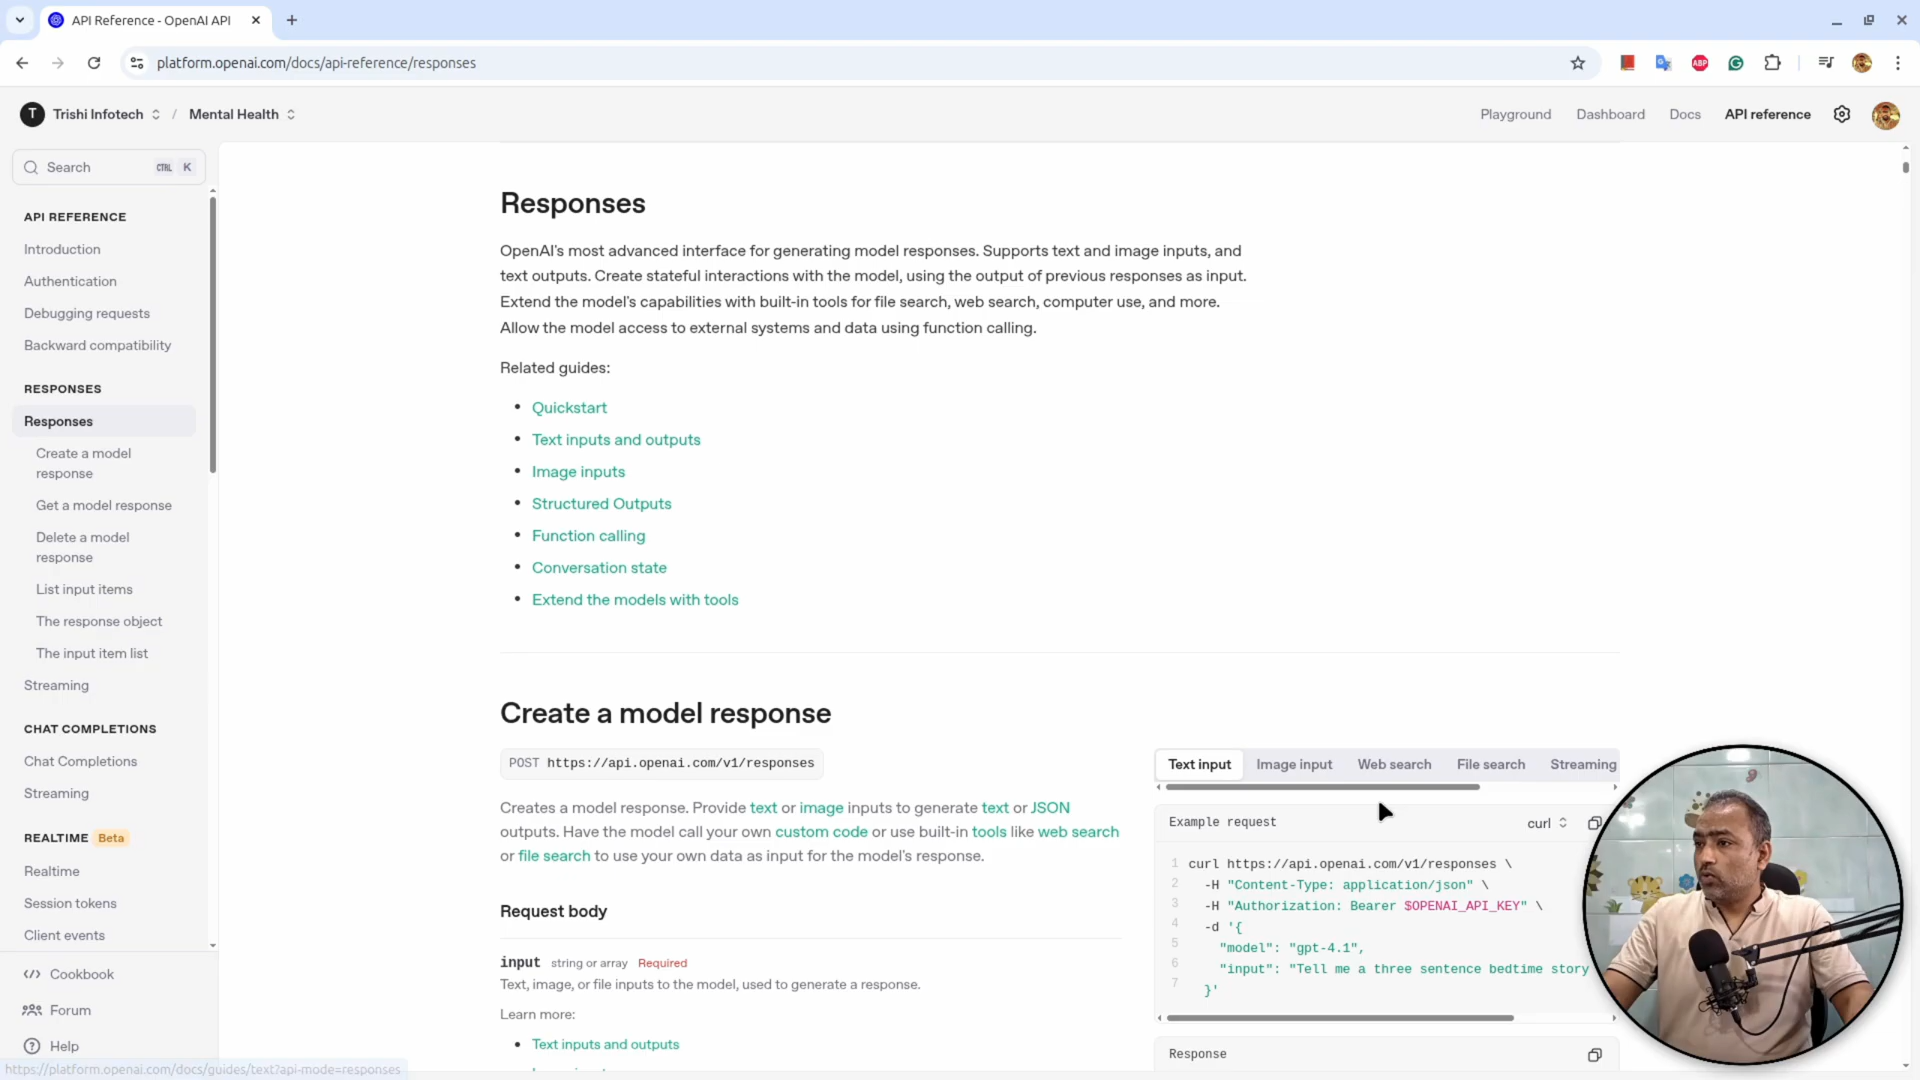 API Reference - OpenAI API
platform.openai.com/docs/api-reference/responses
ABP
T Trishi Infotech / Mental Health
Playground Dashboard Docs API reference
Search CTRL K
API REFERENCE
Introduction
Authentication
Debugging requests
Backward compatibility
RESPONSES
Responses
Create a model
response
Get a model response
Delete a model
response
List input items
The response object
The input item list
Streaming
CHAT COMPLETIONS
Chat Completions
Streaming
REALTIME Beta
Realtime
Session tokens
Client events
Cookbook
Forum
Help
https://platform.openai.com/docs/guides/text?api-mode=responses
Responses
OpenAI's most advanced interface for generating model responses. Supports text and image inputs, and
text outputs. Create stateful interactions with the model, using the output of previous responses as input.
Extend the model's capabilities with built-in tools for file search, web search, computer use, and more.
Allow the model access to external systems and data using function calling.
Related guides:
• Quickstart
• Text inputs and outputs
• Image inputs
• Structured Outputs
• Function calling
• Conversation state
• Extend the models with tools
Create a model response
POST https://api.openai.com/v1/responses
Creates a model response. Provide text or image inputs to generate text or JSON
outputs. Have the model call your own custom code or use built-in tools like web search
or file search to use your own data as input for the model's response.
Request body
input string or array Required
Text, image, or file inputs to the model, used to generate a response.
Learn more:
• Text inputs and outputs
Text input Image input Web search File search Streaming
Example request curl
1 curl https://api.openai.com/v1/responses \
2 -H "Content-Type: application/json" \
3 -H "Authorization: Bearer $OPENAI_API_KEY" \
4 -d '{
5 "model": "gpt-4.1",
6 "input": "Tell me a three sentence bedtime story
7 }'
Response